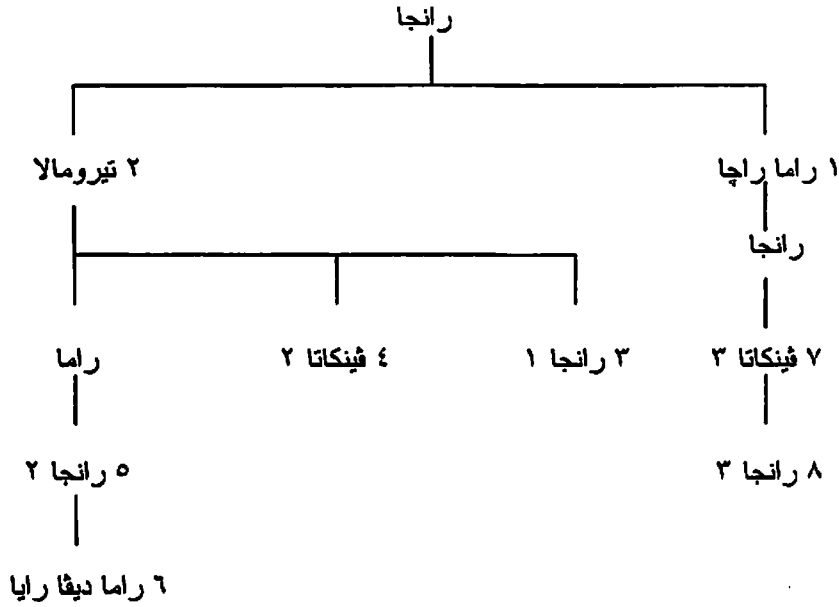 رانجا
١ راما راچا
٢ تيرومالا
رانجا
٧ ڤينكاتا ٣
٣ رانجا ١
٤ ڤينكاتا ٢
راما
٨ رانجا ٣
٥ رانجا ٢
٦ راما ديڤا رايا